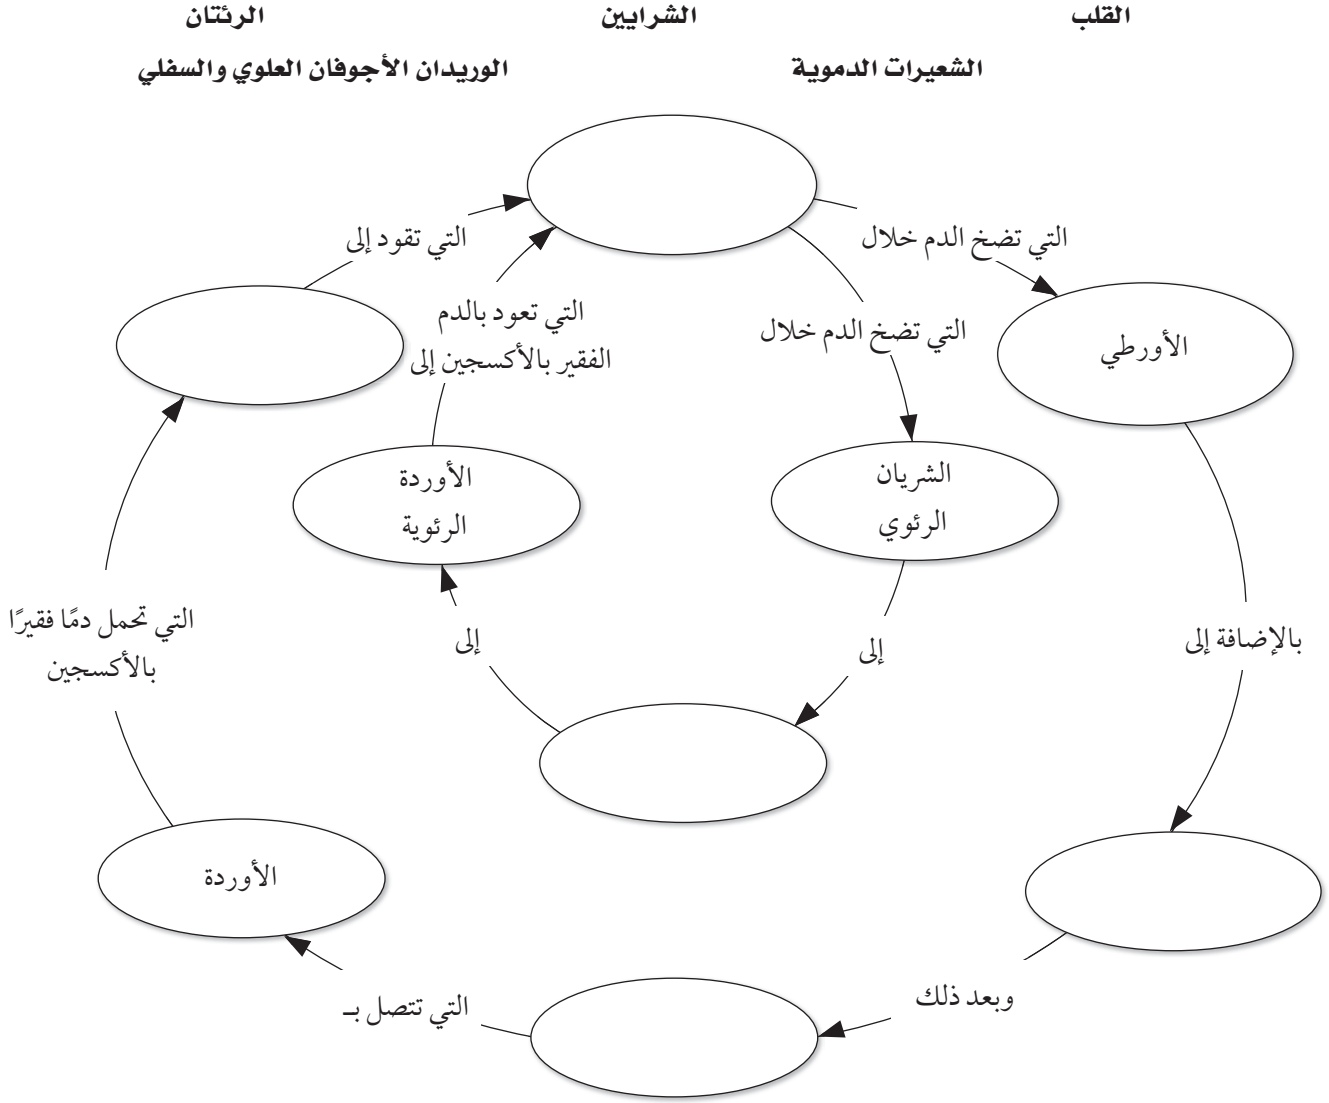 القلب
الشرايين
الرئتان
الشعيرات الدموية
الوريدان الأجوفان العلوي والسفلي
التي تضخ الدم خلال
التي تقود إلى
التي تعود بالدم
الفقير بالأكسجين إلى
التي تضخ الدم خلال
الأورطي
الشريان
الرئوي
الأوردة
الرئوية
بالإضافة إلى
إلى
إلى
التي تحمل دمًا فقيرًا
بالأكسجين
الأوردة
وبعد ذلك
التي تتصل بـ